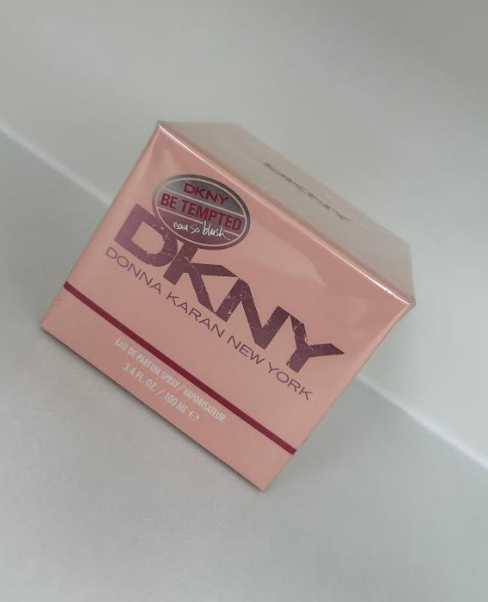 DKNY
BE TEMPTED
eau so blush
DKNY
DONNA KARAN NEW YORK
EAU DE PARFUM SPRAY / VAPORISATEUR
3.4 FL. OZ. / 100 ML ℮
DKNY